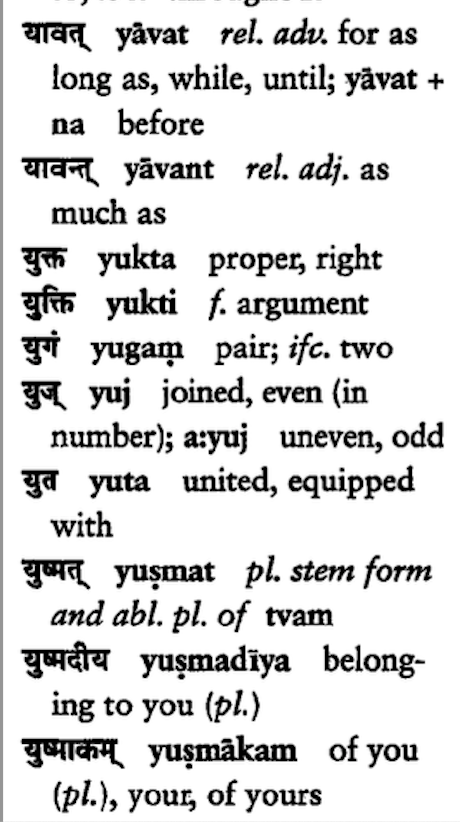 यावत् yāvat rel. adv. for as
long as, while, until; yāvat +
na before
यावन्त् yāvant rel. adj. as
much as
युक्त yukta proper, right
युक्ति yukti f. argument
युगं yugaṃ pair; ifc. two
युज् yuj joined, even (in
number); a:yuj uneven, odd
युत yuta united, equipped
with
युष्मत् yuṣmat pl. stem form
and abl. pl. of tvam
युष्मदीय yuṣmadīya belong-
ing to you (pl.)
युष्माकम् yuṣmākam of you
(pl.), your, of yours